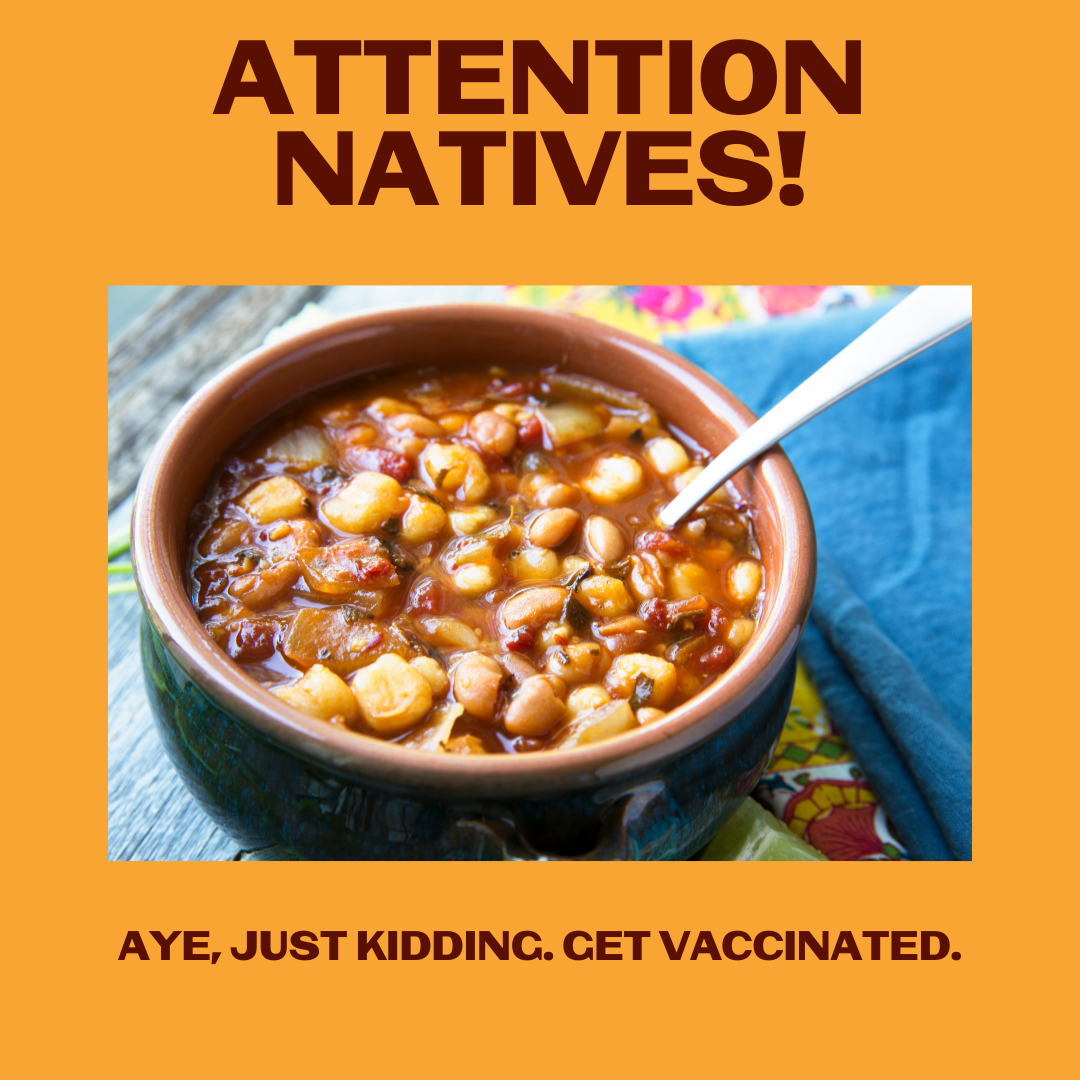 ATTENTION
NATIVES!
AYE, JUST KIDDING. GET VACCINATED.